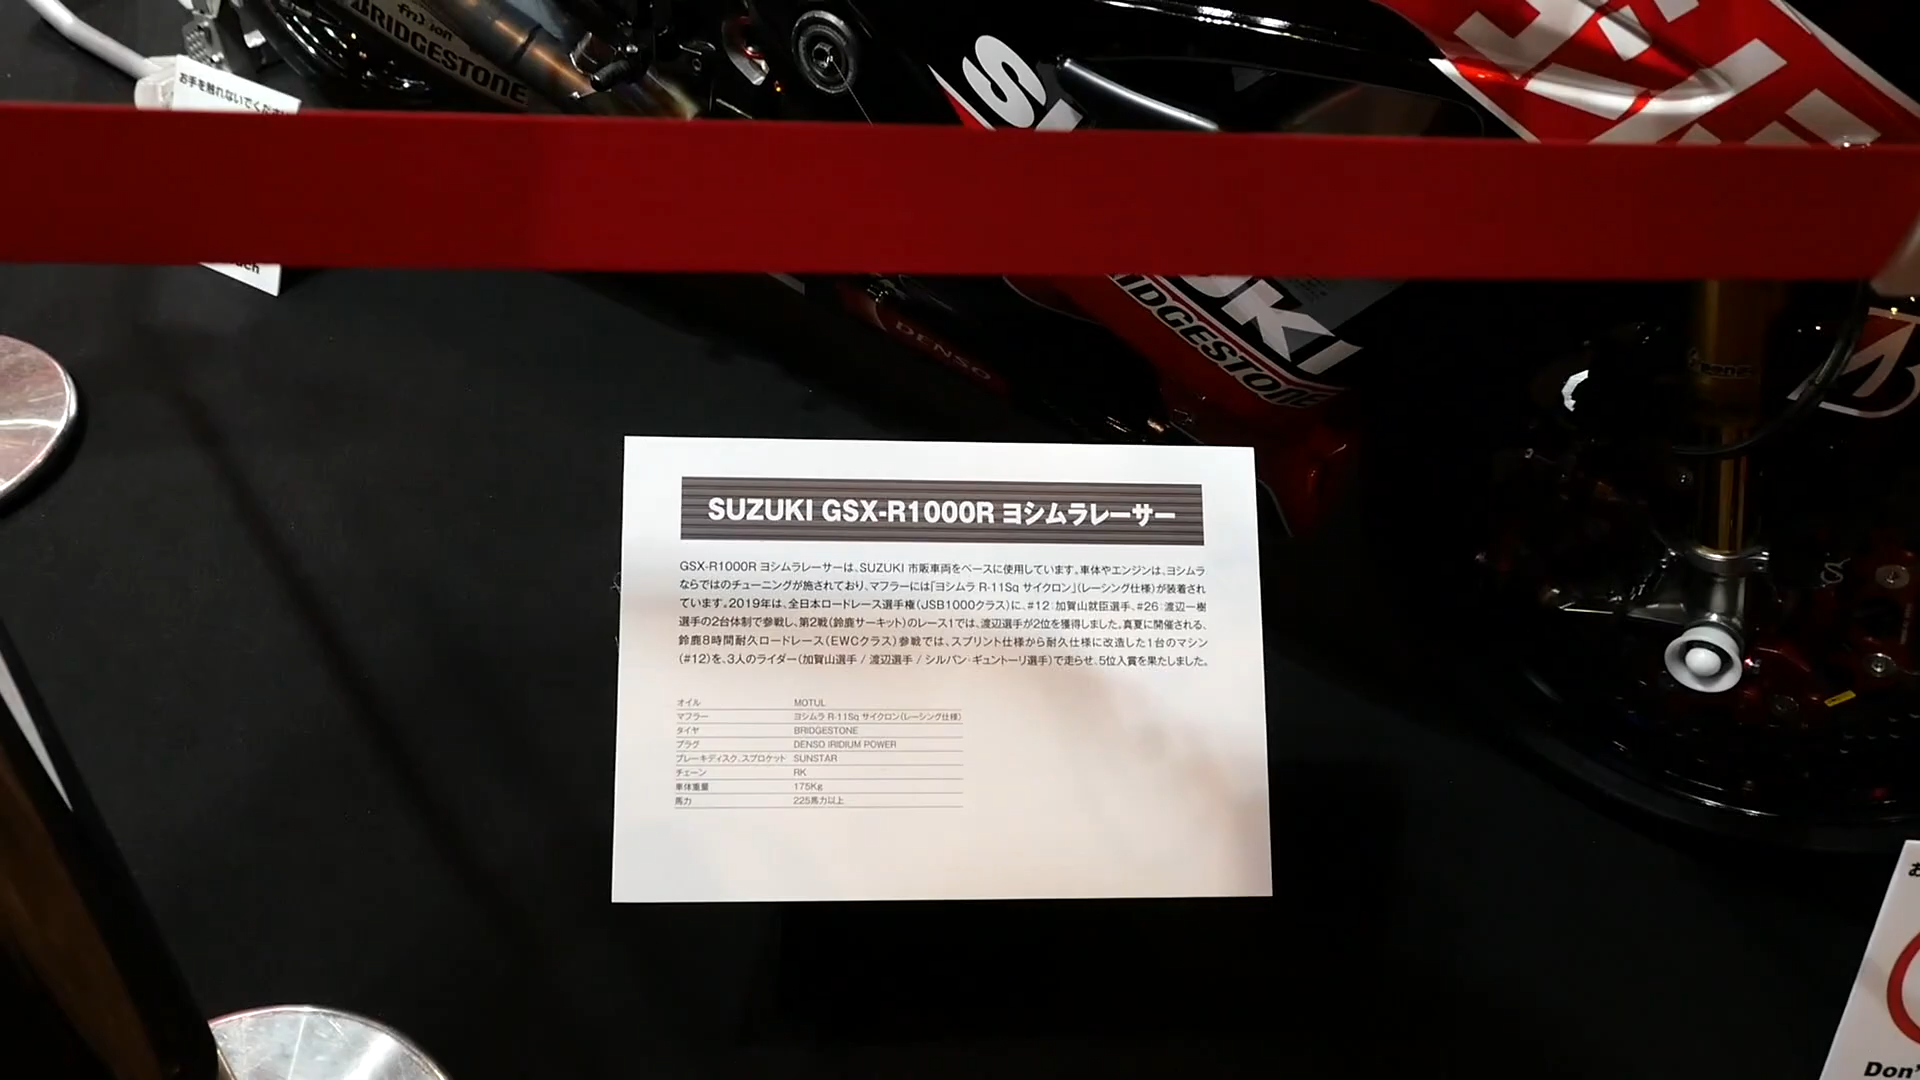 BRIDGESTONE
お手を触れないでください
BRIDGESTONE
DENSO
SUZUKI GSX-R1000R ヨシムラレーサー
GSX-R1000R ヨシムラレーサーは、SUZUKI 市販車両をベースに使用しています。車体やエンジンは、ヨシムラ
ならではのチューニングが施されており、マフラーには「ヨシムラ R-11Sq サイクロン」(レーシング仕様)が装着され
ています。2019年は、全日本ロードレース選手権(JSB1000クラス)に、#12：加賀山就臣選手、#26：渡辺一樹
選手の2台体制で参戦し、第2戦(鈴鹿サーキット)のレース1では、渡辺選手が2位を獲得しました。真夏に開催される、
鈴鹿8時間耐久ロードレース(EWCクラス)参戦では、スプリント仕様から耐久仕様に改造した1台のマシン
(#12)を、3人のライダー(加賀山選手 / 渡辺選手 / シルバン・ギュントーリ選手)で走らせ、5位入賞を果たしました。
オイル MOTUL
マフラー ヨシムラ R-11Sq サイクロン(レーシング仕様)
タイヤ BRIDGESTONE
プラグ DENSO IRIDIUM POWER
ブレーキディスク、スプロケット SUNSTAR
チェーン RK
車体重量 175Kg
馬力 225馬力以上
Don'